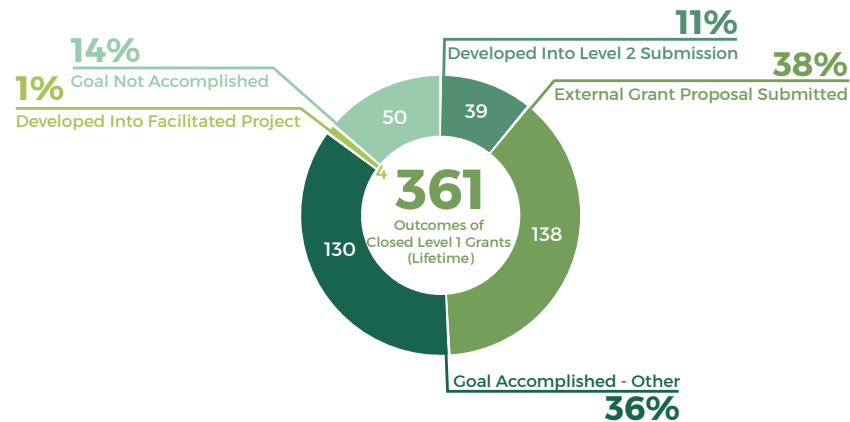 11%
Developed Into Level 2 Submission
38%
External Grant Proposal Submitted
14%
Goal Not Accomplished
1%
Developed Into Facilitated Project
50
39
4
361
Outcomes of
Closed Level 1 Grants
(Lifetime)
130
138
Goal Accomplished - Other
36%